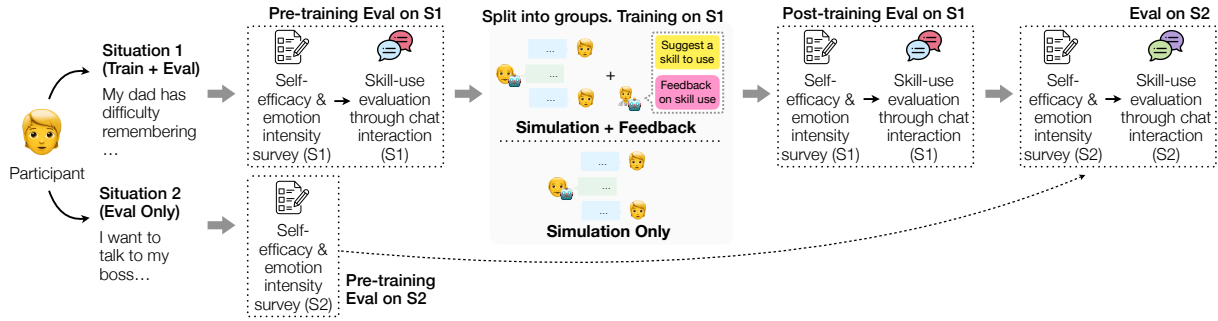 Participant
Situation 1
(Train + Eval)
My dad has
difficulty
remembering
…
Situation 2
(Eval Only)
I want to
talk to my
boss…
Pre-training Eval on S1
Self-
efficacy &
emotion
intensity
survey (S1)
Skill-use
evaluation
through chat
interaction
(S1)
Self-
efficacy &
emotion
intensity
survey (S2)
Pre-training
Eval on S2
Split into groups. Training on S1
...
...
...
+
Suggest a
skill to use
Feedback
on skill use
Simulation + Feedback
...
...
...
Simulation Only
Post-training Eval on S1
Self-
efficacy &
emotion
intensity
survey (S1)
Skill-use
evaluation
through chat
interaction
(S1)
Eval on S2
Self-
efficacy &
emotion
intensity
survey (S2)
Skill-use
evaluation
through chat
interaction
(S2)